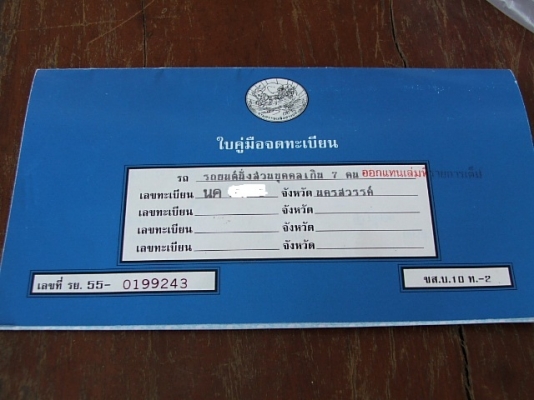 ใบคู่มือจดทะเบียน
รถ รถยนต์นั่งส่วนบุคคลเกิน 7 คน ออกแทนเล่มที่
เลขทะเบียน นค จังหวัด นครสวรรค์
เลขทะเบียน จังหวัด
เลขทะเบียน จังหวัด
เลขทะเบียน จังหวัด
เลขที่ รย. 55- 0199243
ขส.บ.10 ท.-2